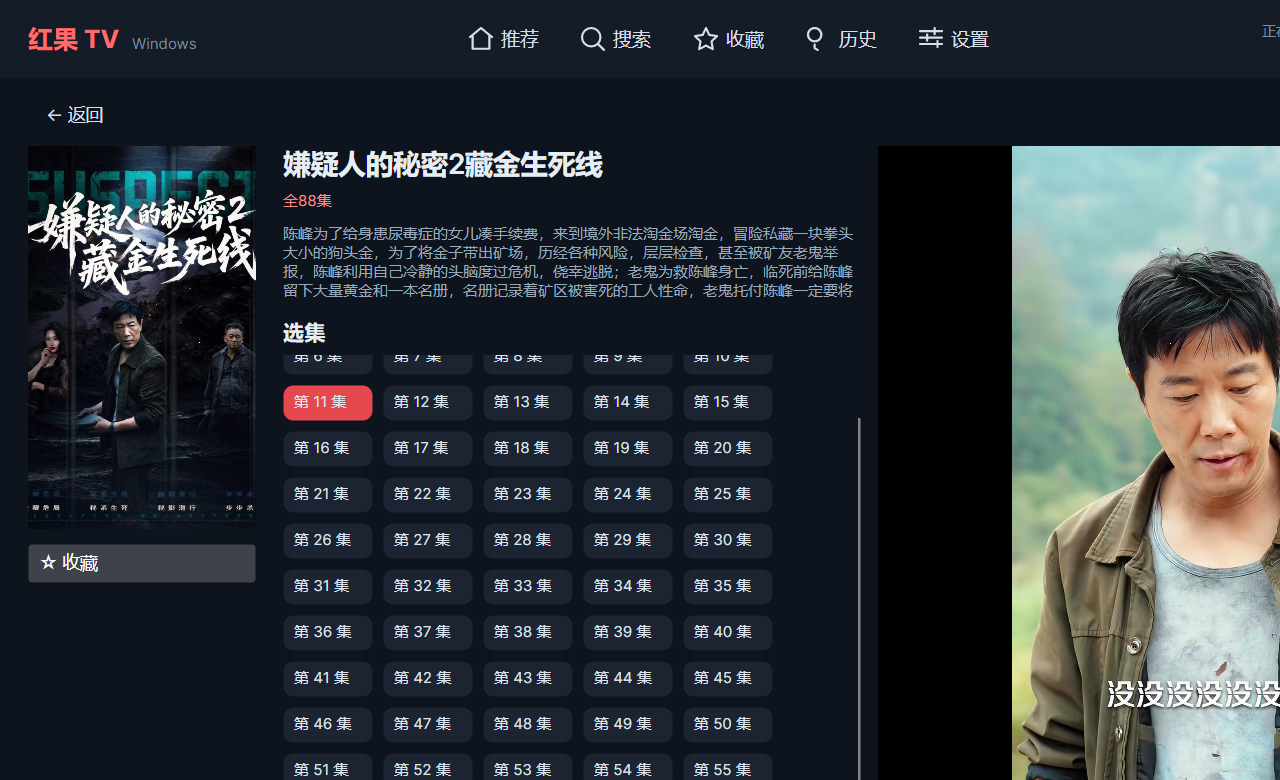 红果 TV Windows 推荐 搜索 收藏 历史 设置
← 返回
SUSPECT
嫌疑人的秘密2
藏金生死线
☆ 收藏
嫌疑人的秘密2藏金生死线
全88集
陈峰为了给身患尿毒症的女儿凑手续费，来到境外非法淘金场淘金，冒险私藏一块拳头
大小的狗头金，为了将金子带出矿场，历经各种风险，层层检查，甚至被矿友老鬼举
报，陈峰利用自己冷静的头脑度过危机，侥幸逃脱；老鬼为救陈峰身亡，临死前给陈峰
留下大量黄金和一本名册，名册记录着矿区被害死的工人性命，老鬼托付陈峰一定要将
选集
第 6 集 第 7 集 第 8 集 第 9 集 第 10 集
第 11 集 第 12 集 第 13 集 第 14 集 第 15 集
第 16 集 第 17 集 第 18 集 第 19 集 第 20 集
第 21 集 第 22 集 第 23 集 第 24 集 第 25 集
第 26 集 第 27 集 第 28 集 第 29 集 第 30 集
第 31 集 第 32 集 第 33 集 第 34 集 第 35 集
第 36 集 第 37 集 第 38 集 第 39 集 第 40 集
第 41 集 第 42 集 第 43 集 第 44 集 第 45 集
第 46 集 第 47 集 第 48 集 第 49 集 第 50 集
第 51 集 第 52 集 第 53 集 第 54 集 第 55 集
没没没没没没